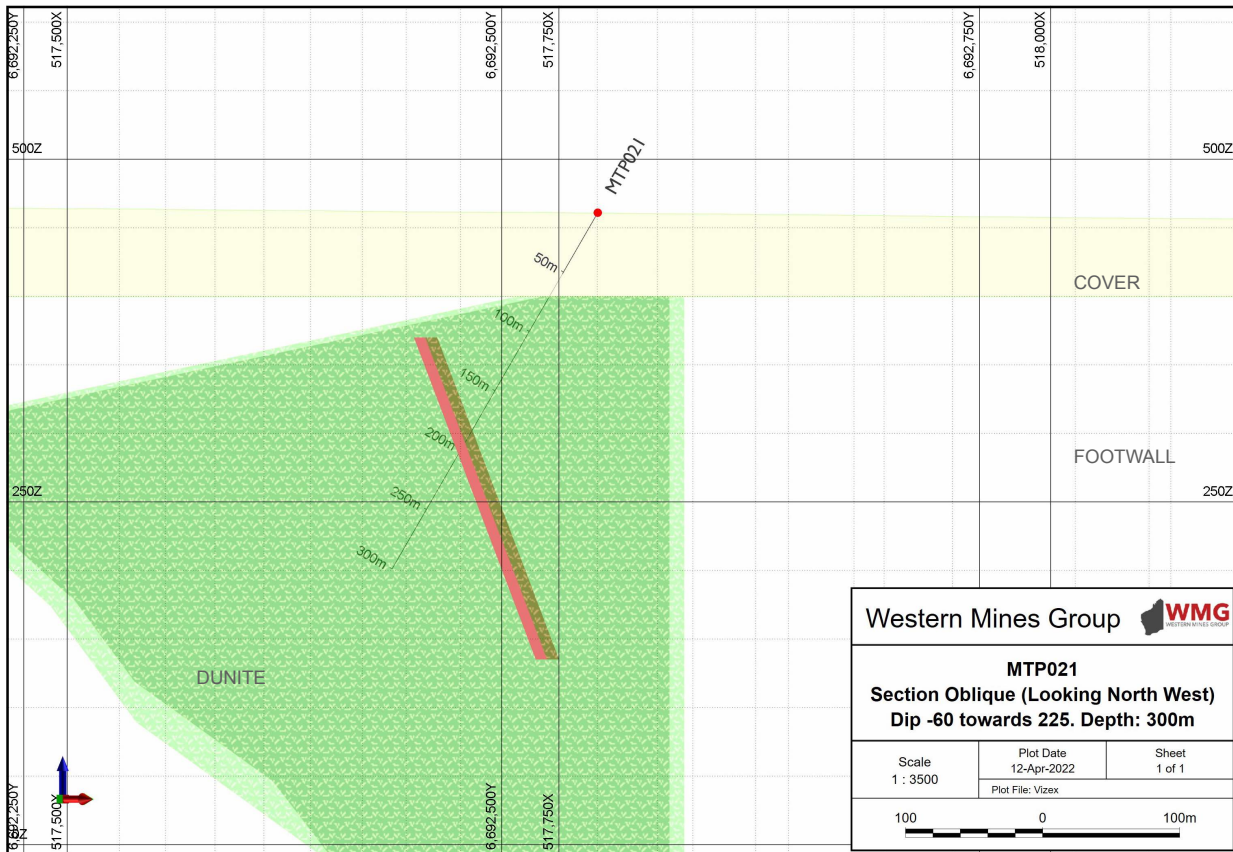 6,692,250Y
517,500X
6,692,500Y
517,750X
6,692,750Y
518,000X
500Z
500Z
MTP021
50m
COVER
100m
150m
FOOTWALL
200m
250Z
250m
250Z
300m
DUNITE
Western Mines Group
WMG
WESTERN MINES GROUP
MTP021
Section Oblique (Looking North West)
Dip -60 towards 225. Depth: 300m
Scale
1 : 3500
Plot Date
12-Apr-2022
Sheet
1 of 1
Plot File: Vizex
100 0 100m
6,692,250Y
0Z
517,500X
6,692,500Y
517,750X